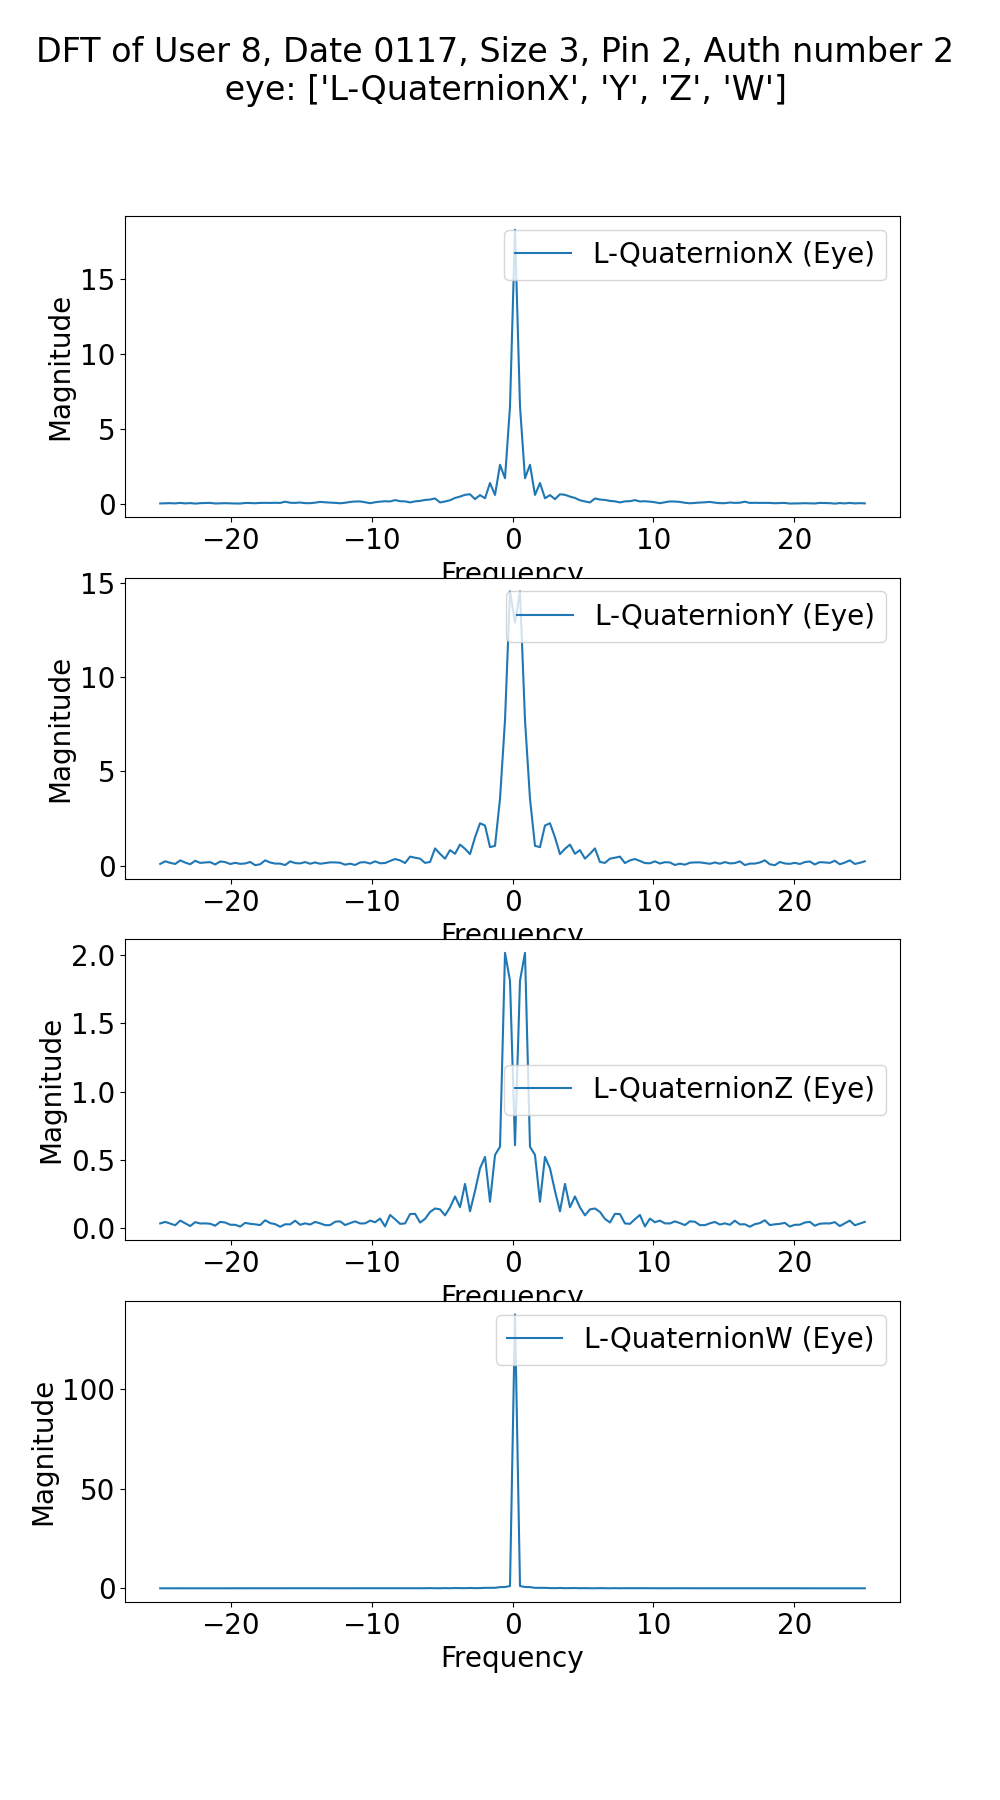 DFT of User 8, Date 0117, Size 3, Pin 2, Auth number 2
eye: ['L-QuaternionX', 'Y', 'Z', 'W']
L-QuaternionX (Eye)
Magnitude
15
10
5
0
−20 −10 0 10 20
Frequency
L-QuaternionY (Eye)
Magnitude
15
10
5
0
−20 −10 0 10 20
Frequency
L-QuaternionZ (Eye)
Magnitude
2.0
1.5
1.0
0.5
0.0
−20 −10 0 10 20
Frequency
L-QuaternionW (Eye)
Magnitude
100
50
0
−20 −10 0 10 20
Frequency